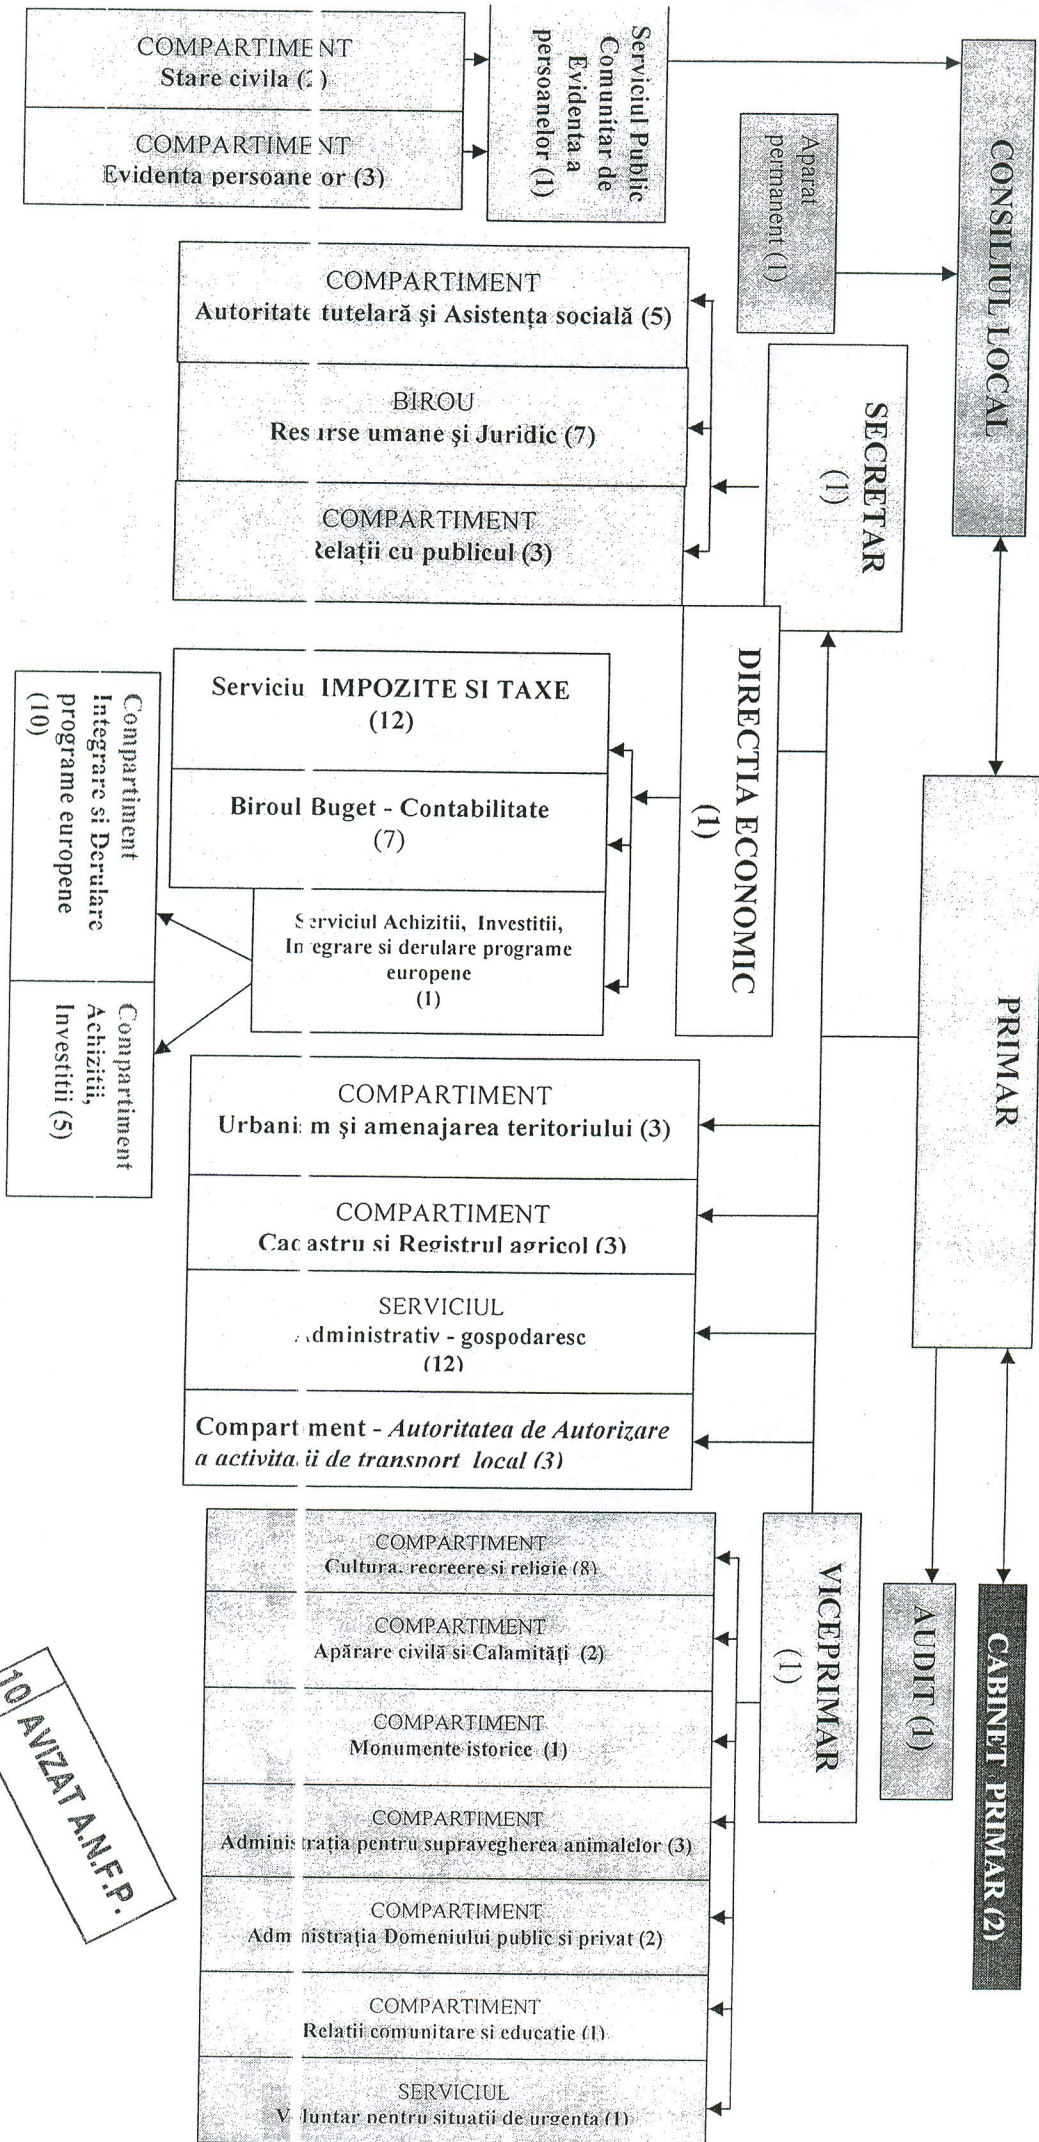 CONSILIUL LOCAL
PRIMAR
CABINET PRIMAR (2)
AUDIT (1)
Aparat
permanent (1)
SECRETAR
(1)
VICEPRIMAR
(1)
DIRECTIA ECONOMIC
(1)
Serviciul Public
Comunitar de
Evidenta a
persoanelor (1)
COMPARTIMENT
Stare civila (2)
COMPARTIMENT
Evidenta persoanelor (3)
COMPARTIMENT
Autoritate tutelară şi Asistenţa socială (5)
BIROU
Resurse umane şi Juridic (7)
COMPARTIMENT
Relaţii cu publicul (3)
Serviciul IMPOZITE SI TAXE
(12)
Biroul Buget - Contabilitate
(7)
Serviciul Achizitii, Investitii,
Integrare si derulare programe
europene
(1)
Compartiment
Integrare si Derulare
programe europene
(10)
Compartiment
Achizitii,
Investitii (5)
COMPARTIMENT
Urbanism şi amenajarea teritoriului (3)
COMPARTIMENT
Cadastru si Registrul agricol (3)
SERVICIUL
Administrativ - gospodaresc
(12)
Compartiment - Autoritatea de Autorizare
a activitatii de transport local (3)
COMPARTIMENT
Cultura, recreere si religie (8)
COMPARTIMENT
Apărare civilă si Calamităţi (2)
COMPARTIMENT
Monumente istorice (1)
COMPARTIMENT
Administraţia pentru supravegherea animalelor (3)
COMPARTIMENT
Administraţia Domeniului public si privat (2)
COMPARTIMENT
Relatii comunitare si educatie (1)
SERVICIUL
Voluntar pentru situatii de urgenta (1)
10 AVIZAT A.N.F.P.